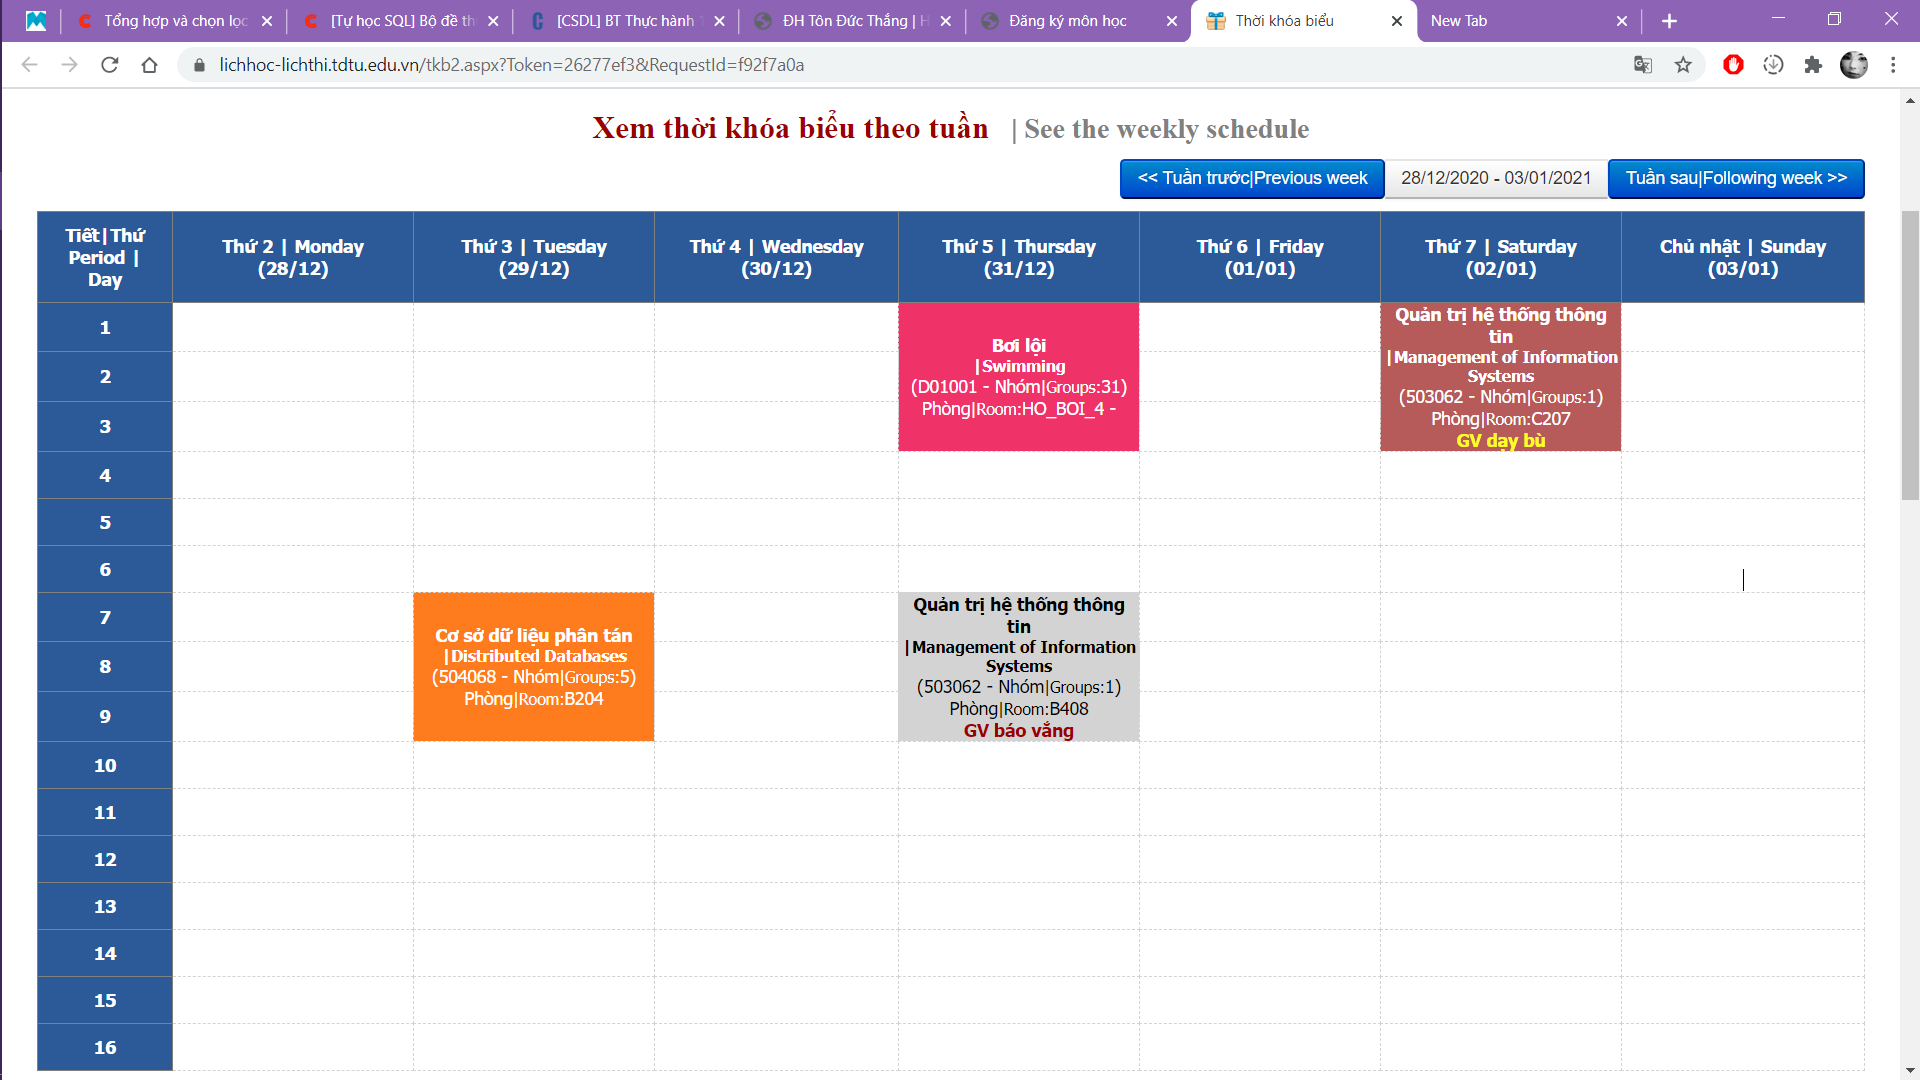 Tổng hợp và chọn lọc
[Tự học SQL] Bộ đề th
[CSDL] BT Thực hành 1
ĐH Tôn Đức Thắng | H
Đăng ký môn học
Thời khóa biểu
New Tab
lichhoc-lichthi.tdtu.edu.vn/tkb2.aspx?Token=26277ef3&RequestId=f92f7a0a
Xem thời khóa biểu theo tuần | See the weekly schedule
<< Tuần trước|Previous week
28/12/2020 - 03/01/2021
Tuần sau|Following week >>
Tiết|Thứ
Period |
Day
Thứ 2 | Monday
(28/12)
Thứ 3 | Tuesday
(29/12)
Thứ 4 | Wednesday
(30/12)
Thứ 5 | Thursday
(31/12)
Thứ 6 | Friday
(01/01)
Thứ 7 | Saturday
(02/01)
Chủ nhật | Sunday
(03/01)
1
2
3
Bơi lội
|Swimming
(D01001 - Nhóm|Groups:31)
Phòng|Room:HO_BOI_4 -
Quản trị hệ thống thông
tin
|Management of Information
Systems
(503062 - Nhóm|Groups:1)
Phòng|Room:C207
GV dạy bù
4
5
6
7
8
9
Cơ sở dữ liệu phân tán
|Distributed Databases
(504068 - Nhóm|Groups:5)
Phòng|Room:B204
Quản trị hệ thống thông
tin
|Management of Information
Systems
(503062 - Nhóm|Groups:1)
Phòng|Room:B408
GV báo vắng
10
11
12
13
14
15
16